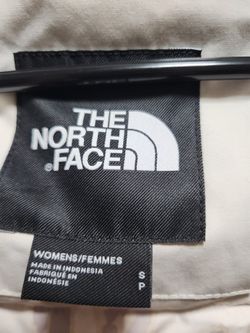 THE
NORTH
FACE
WOMENS/FEMMES
MADE IN INDONESIA
FABRIQUÉ EN
INDONÉSIE
S
P